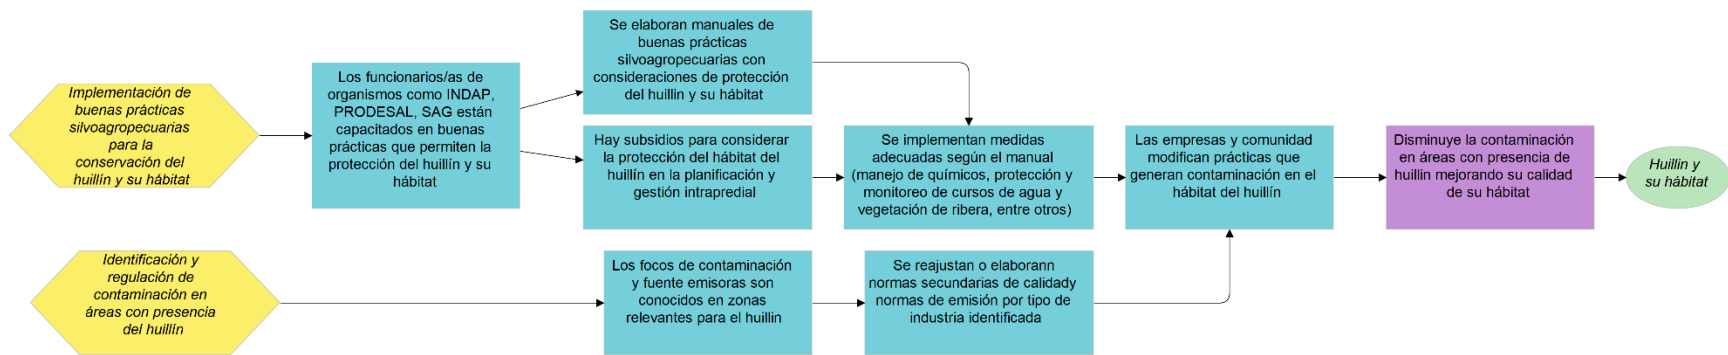 Implementación de
buenas prácticas
silvoagropecuarias
para la
conservación del
huillín y su hábitat
Los funcionarios/as de
organismos como INDAP,
PRODESAL, SAG están
capacitados en buenas
prácticas que permiten la
protección del huillín y su
hábitat
Se elaboran manuales de
buenas prácticas
silvoagropecuarias con
consideraciones de protección
del huillin y su hábitat
Hay subsidios para considerar
la protección del hábitat del
huillín en la planificación y
gestión intrapredial
Se implementan medidas
adecuadas según el manual
(manejo de químicos, protección y
monitoreo de cursos de agua y
vegetación de ribera, entre otros)
Las empresas y comunidad
modifican prácticas que
generan contaminación en el
hábitat del huillín
Disminuye la contaminación
en áreas con presencia de
huillin mejorando su calidad
de su hábitat
Huillin y
su hábitat
Identificación y
regulación de
contaminación en
áreas con presencia
del huillín
Los focos de contaminación
y fuente emisoras son
conocidos en zonas
relevantes para el huillin
Se reajustan o elaborann
normas secundarias de calidady
normas de emisión por tipo de
industria identificada